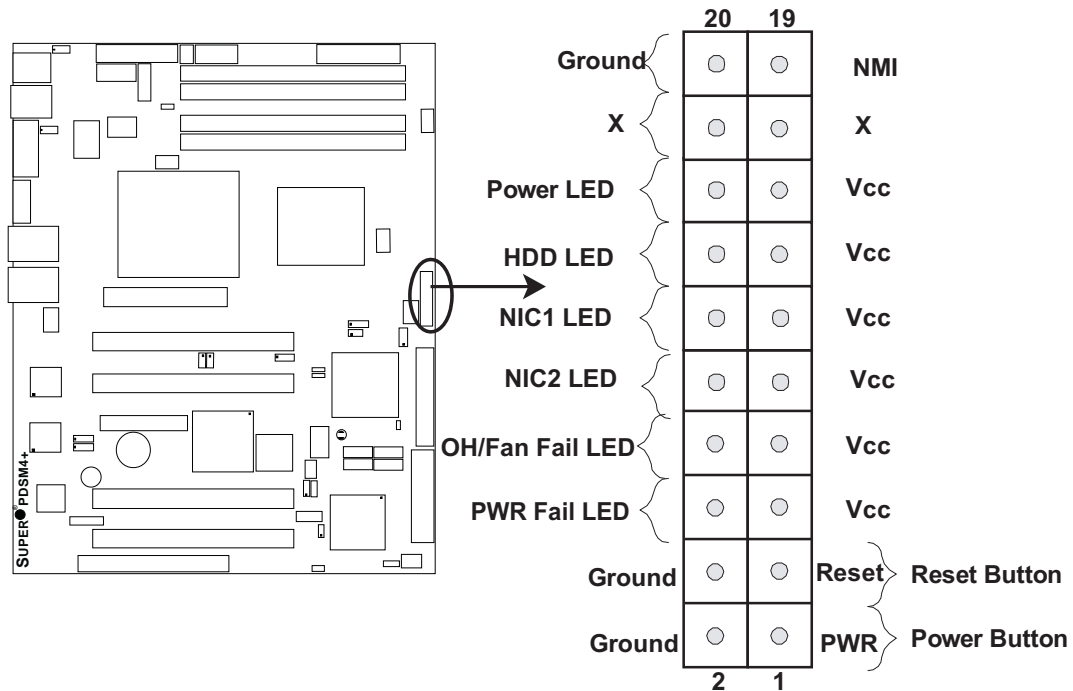 20 19
Ground NMI
X X
Power LED Vcc
HDD LED Vcc
NIC1 LED Vcc
NIC2 LED Vcc
OH/Fan Fail LED Vcc
PWR Fail LED Vcc
Ground Reset Reset Button
Ground PWR Power Button
2 1
SUPER® PDSM4+